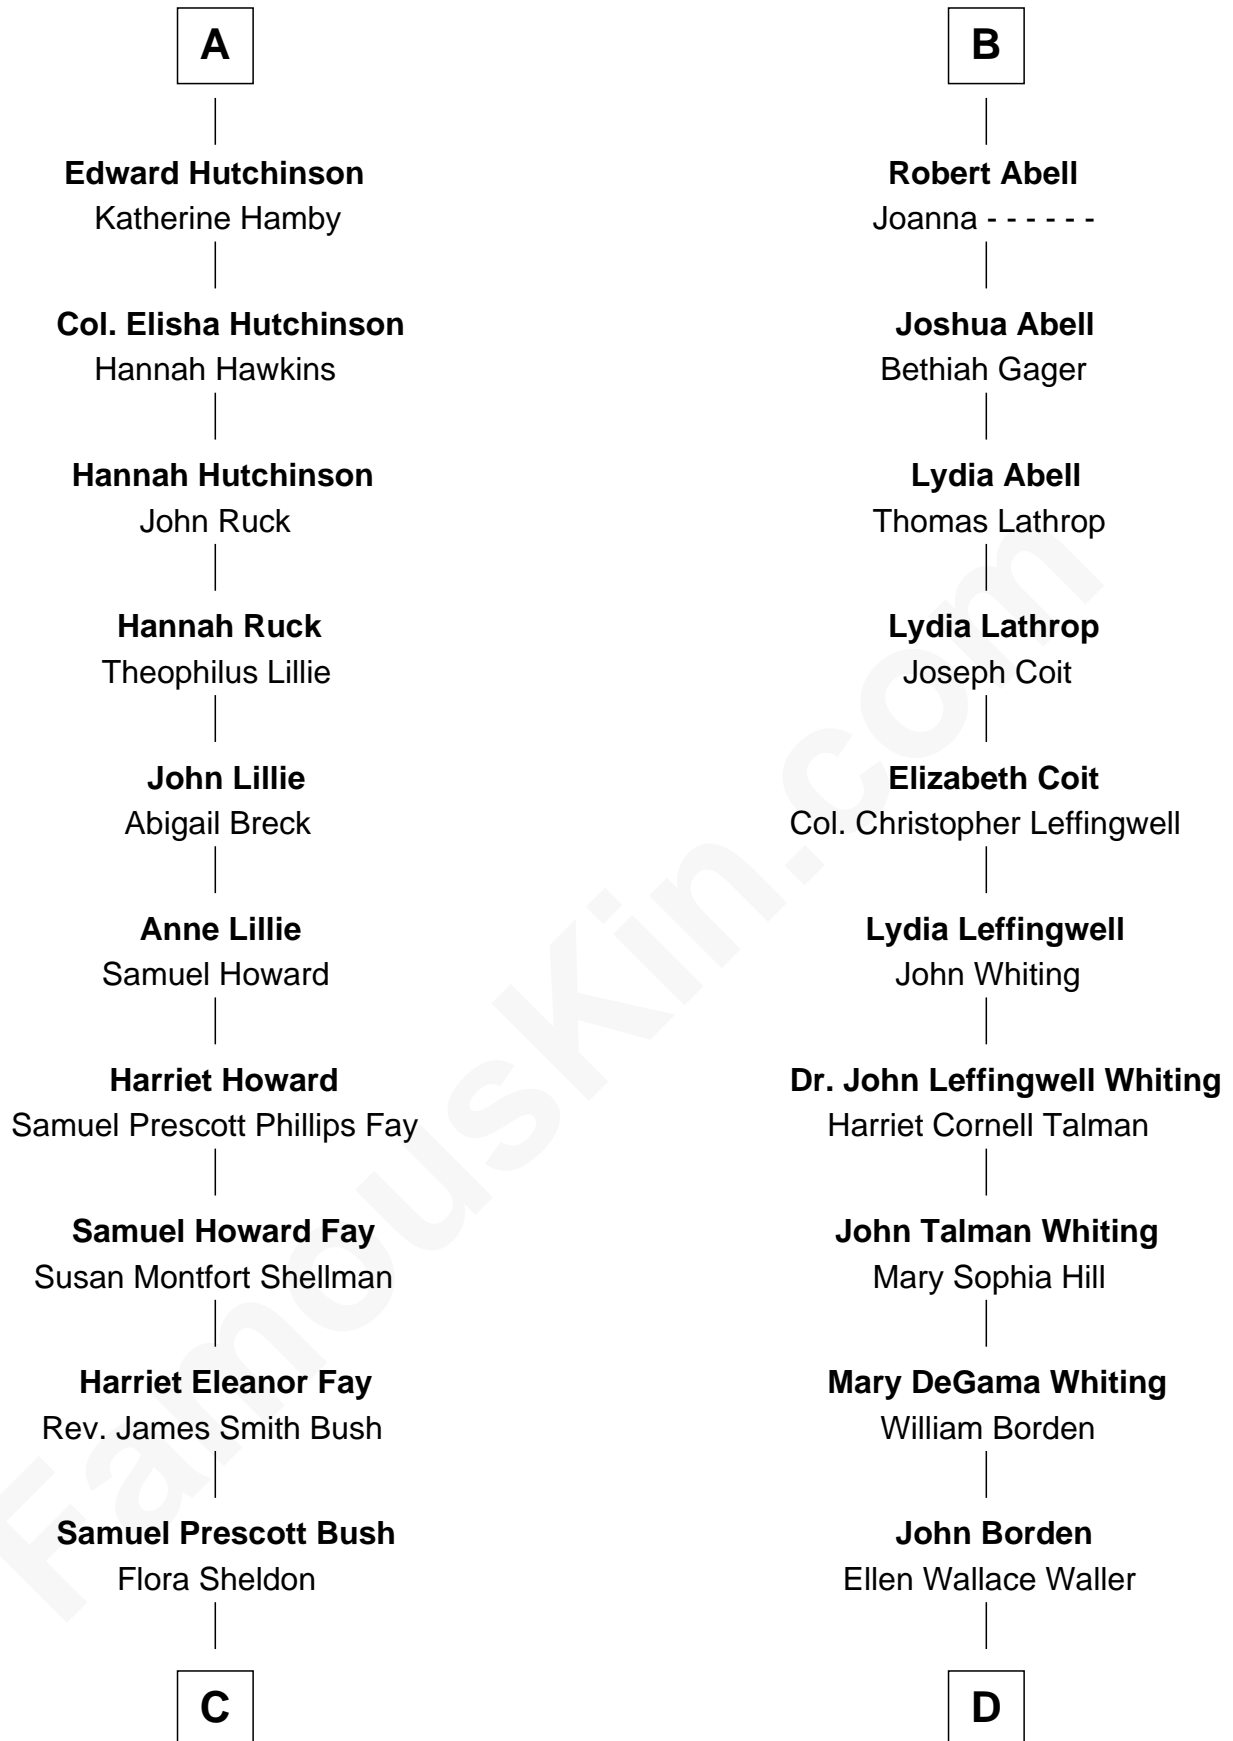 A
Edward Hutchinson
Katherine Hamby
Col. Elisha Hutchinson
Hannah Hawkins
Hannah Hutchinson
John Ruck
Hannah Ruck
Theophilus Lillie
John Lillie
Abigail Breck
Anne Lillie
Samuel Howard
Harriet Howard
Samuel Prescott Phillips Fay
Samuel Howard Fay
Susan Montfort Shellman
Harriet Eleanor Fay
Rev. James Smith Bush
Samuel Prescott Bush
Flora Sheldon
C
B
Robert Abell
Joanna - - - - - -
Joshua Abell
Bethiah Gager
Lydia Abell
Thomas Lathrop
Lydia Lathrop
Joseph Coit
Elizabeth Coit
Col. Christopher Leffingwell
Lydia Leffingwell
John Whiting
Dr. John Leffingwell Whiting
Harriet Cornell Talman
John Talman Whiting
Mary Sophia Hill
Mary DeGama Whiting
William Borden
John Borden
Ellen Wallace Waller
D
FamousKin.com